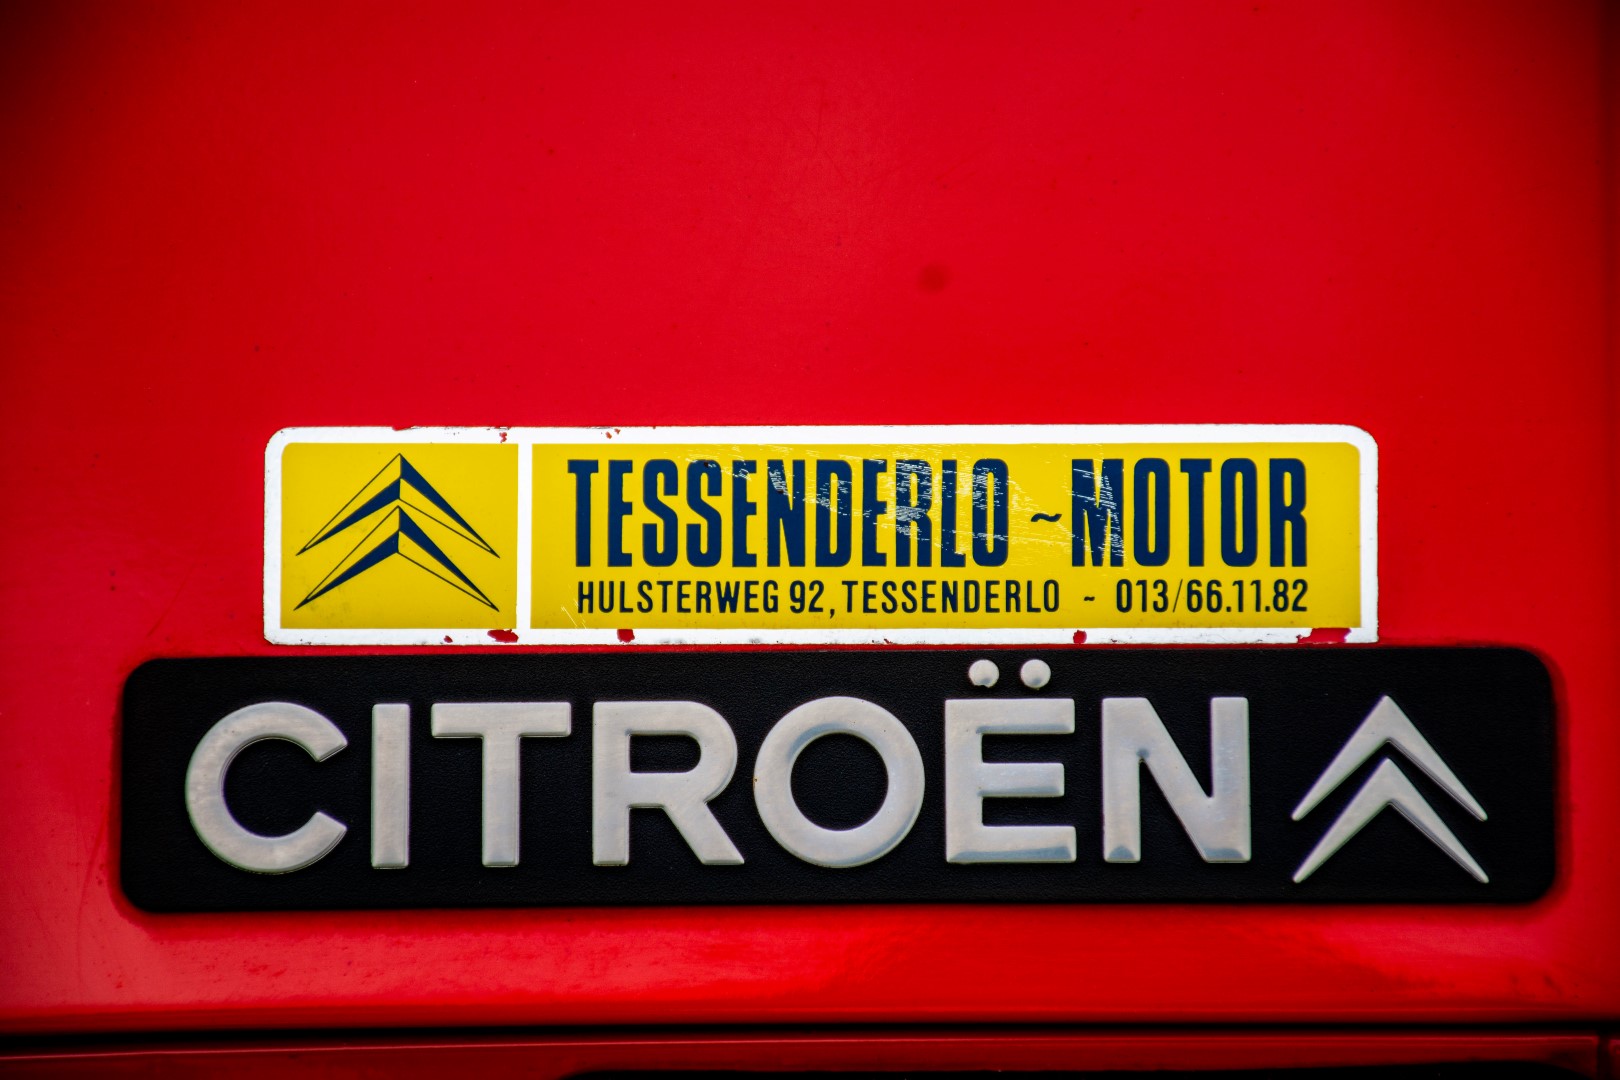 TESSENDERLO ~ MOTOR
HULSTERWEG 92, TESSENDERLO ~ 013/66.11.82
CITROËN